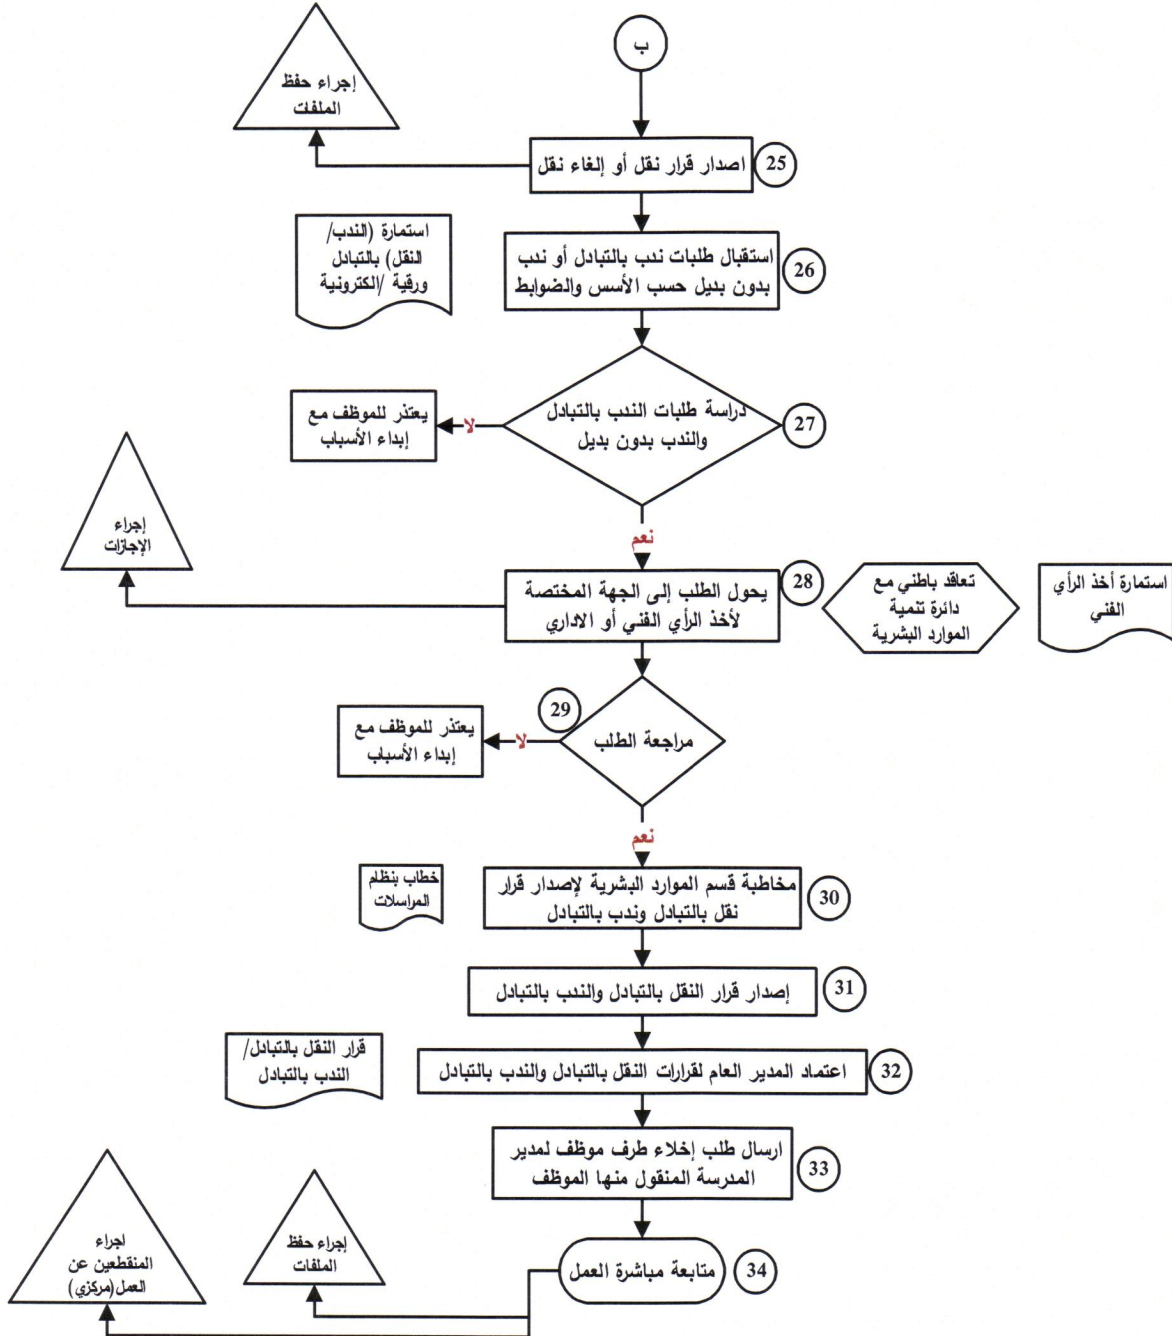 ب
إجراء حفظ
الملفات
اصدار قرار نقل أو إلغاء نقل
25
استمارة (الندب/
النقل) بالتبادل
ورقية /الكترونية
استقبال طلبات ندب بالتبادل أو ندب
بدون بديل حسب الأسس والضوابط
26
دراسة طلبات الندب بالتبادل
والندب بدون بديل
27
لا
يعتذر للموظف مع
إبداء الأسباب
نعم
إجراء
الإجازات
يحول الطلب إلى الجهة المختصة
لأخذ الرأي الفني أو الاداري
28
تعاقد باطني مع
دائرة تنمية
الموارد البشرية
استمارة أخذ الرأي
الفني
29
مراجعة الطلب
لا
يعتذر للموظف مع
إبداء الأسباب
نعم
خطاب بنظام
المراسلات
مخاطبة قسم الموارد البشرية لإصدار قرار
نقل بالتبادل وندب بالتبادل
30
إصدار قرار النقل بالتبادل والندب بالتبادل
31
قرار النقل بالتبادل/
الندب بالتبادل
اعتماد المدير العام لقرارات النقل بالتبادل والندب بالتبادل
32
ارسال طلب إخلاء طرف موظف لمدير
المدرسة المنقول منها الموظف
33
متابعة مباشرة العمل
34
إجراء حفظ
الملفات
اجراء
المنقطعين عن
العمل(مركزي)